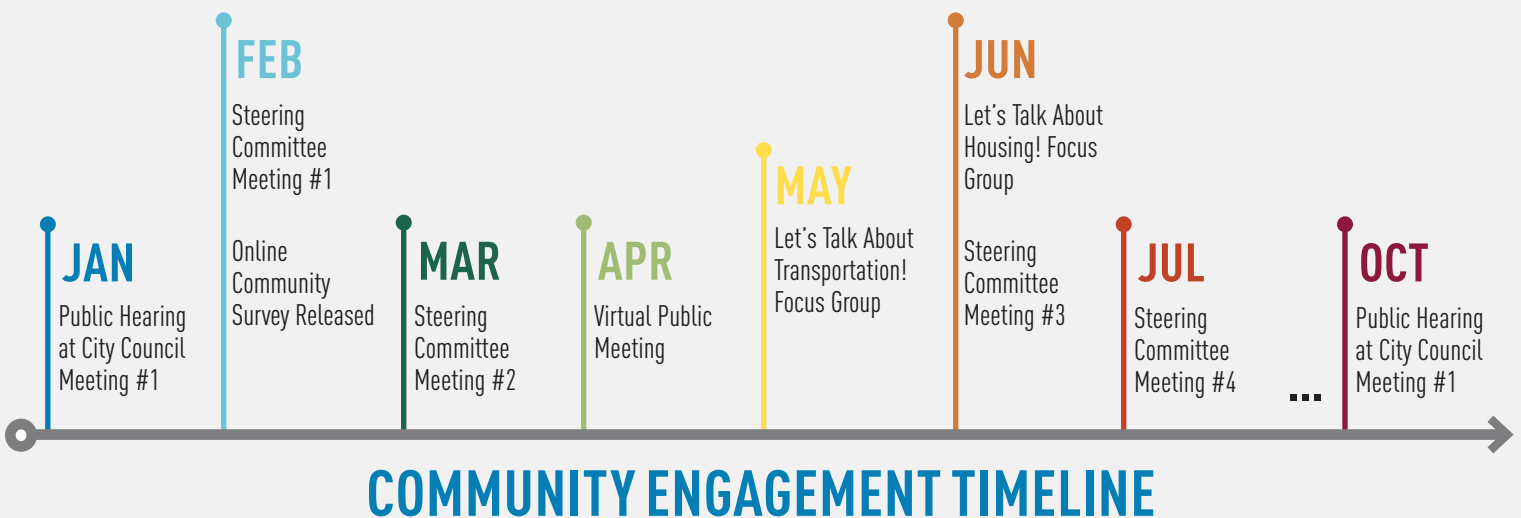 JAN
Public Hearing
at City Council
Meeting #1
FEB
Steering
Committee
Meeting #1
Online
Community
Survey Released
MAR
Steering
Committee
Meeting #2
APR
Virtual Public
Meeting
MAY
Let's Talk About
Transportation!
Focus Group
JUN
Let's Talk About
Housing! Focus
Group
Steering
Committee
Meeting #3
JUL
Steering
Committee
Meeting #4
...
OCT
Public Hearing
at City Council
Meeting #1
COMMUNITY ENGAGEMENT TIMELINE